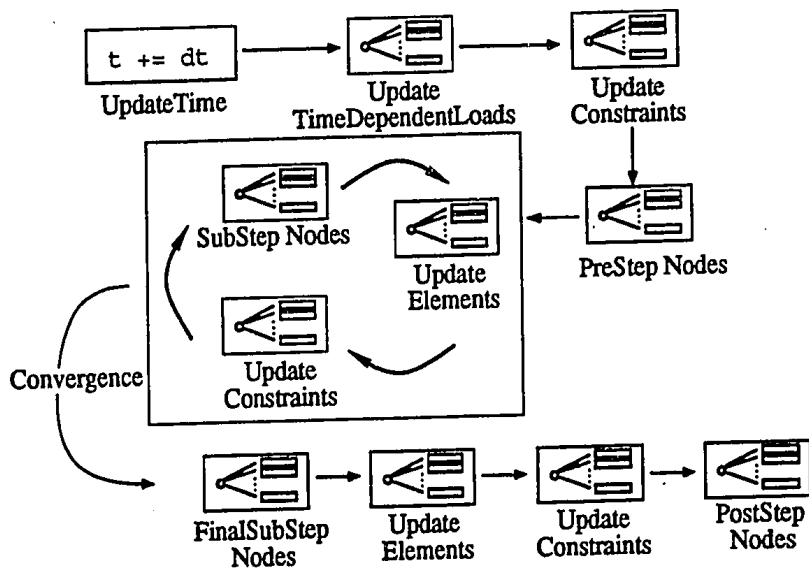 t += dt
UpdateTime
Update
TimeDependentLoads
Update
Constraints
PreStep Nodes
SubStep Nodes
Update
Elements
Update
Constraints
Convergence
FinalSubStep
Nodes
Update
Elements
Update
Constraints
PostStep
Nodes